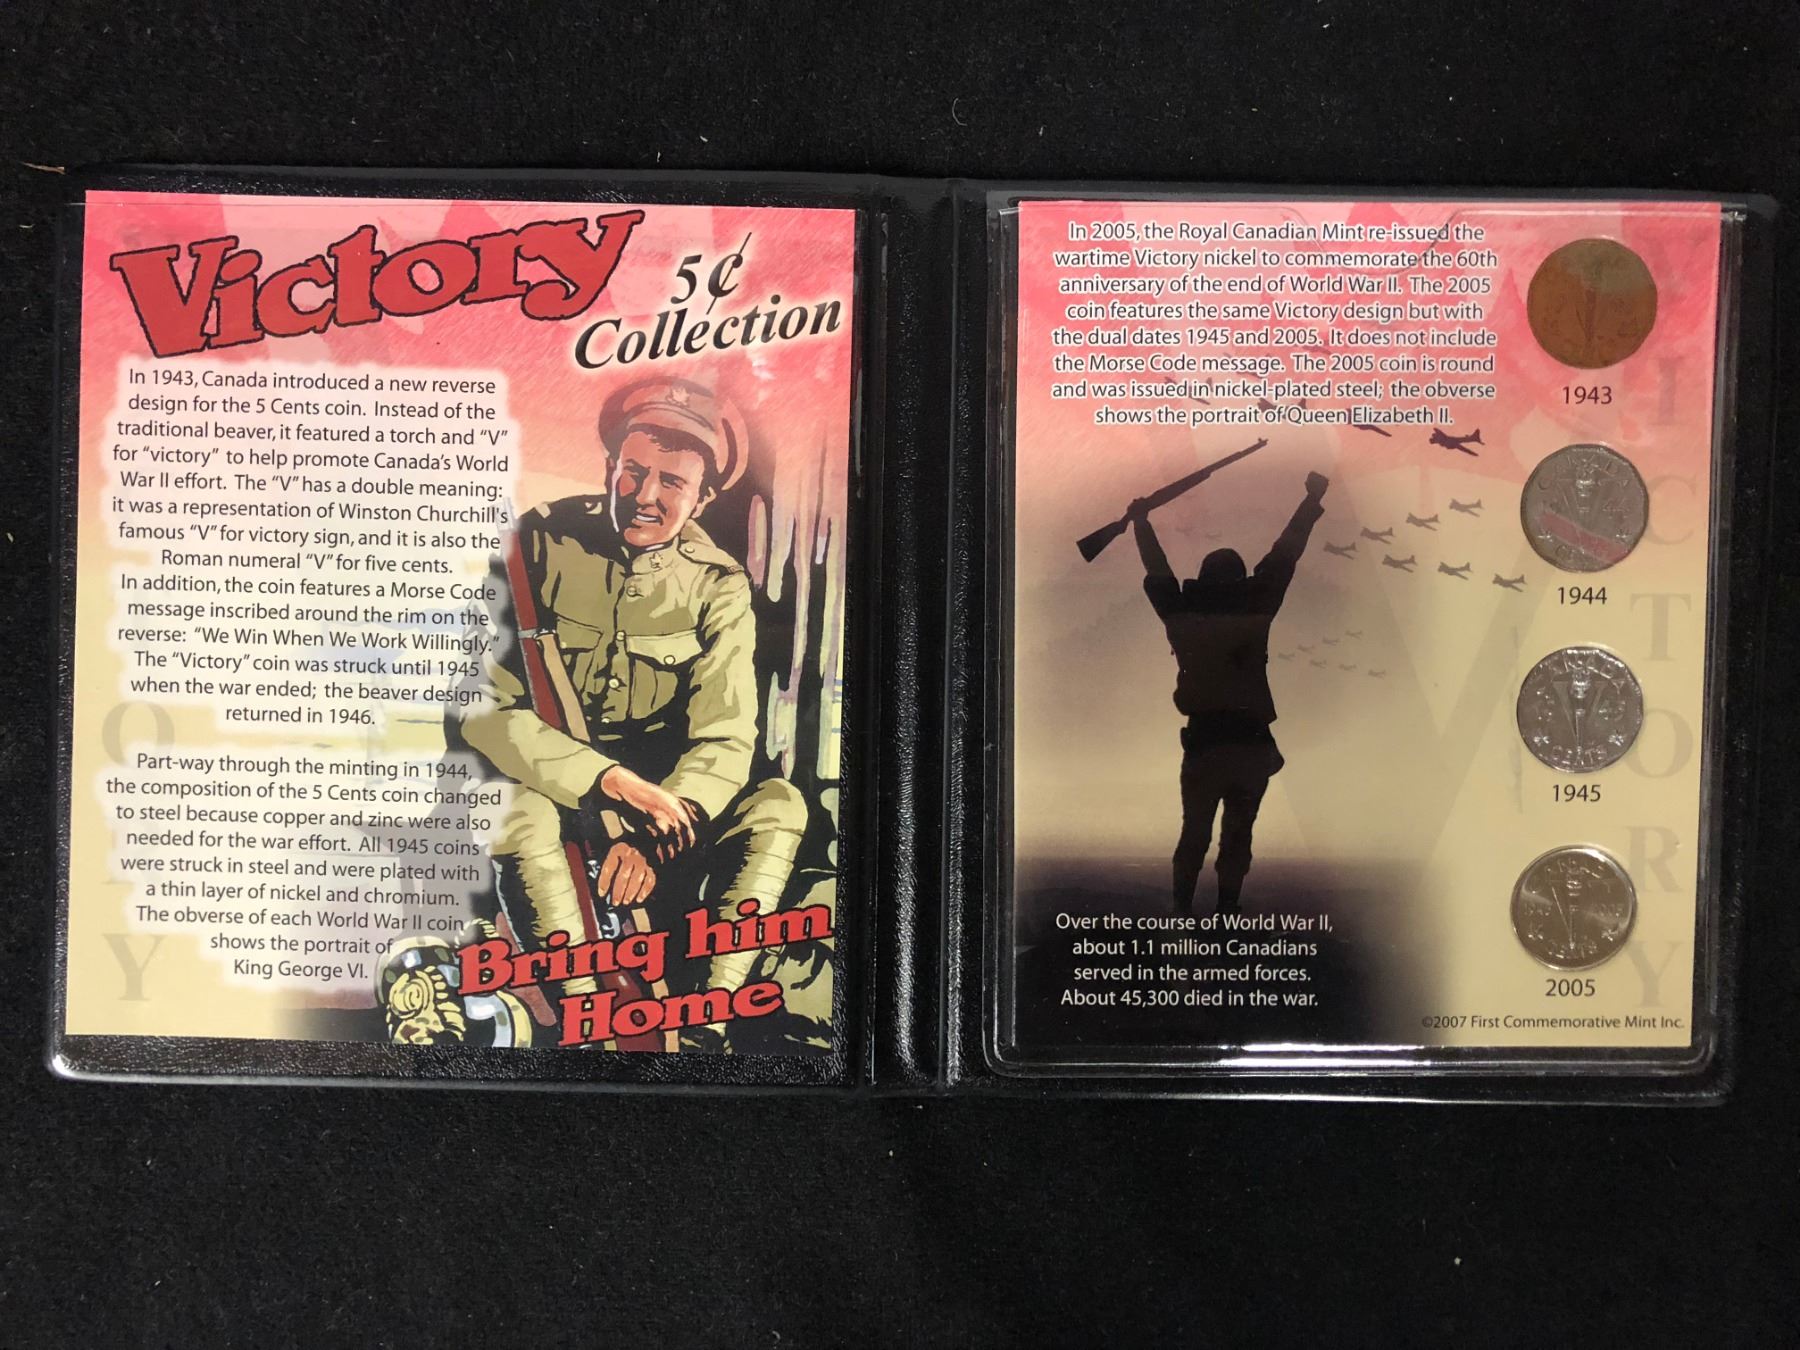 Victory
5¢
Collection
In 1943, Canada introduced a new reverse
design for the 5 Cents coin. Instead of the
traditional beaver, it featured a torch and “V”
for “victory” to help promote Canada's World
War II effort. The “V” has a double meaning:
it was a representation of Winston Churchill's
famous “V” for victory sign, and it is also the
Roman numeral “V” for five cents.
In addition, the coin features a Morse Code
message inscribed around the rim on the
reverse: “We Win When We Work Willingly.”
The “Victory” coin was struck until 1945
when the war ended; the beaver design
returned in 1946.
Part-way through the minting in 1944,
the composition of the 5 Cents coin changed
to steel because copper and zinc were also
needed for the war effort. All 1945 coins
were struck in steel and were plated with
a thin layer of nickel and chromium.
The obverse of each World War II coin
shows the portrait of
King George VI.
Bring him
Home
In 2005, the Royal Canadian Mint re-issued the
wartime Victory nickel to commemorate the 60th
anniversary of the end of World War II. The 2005
coin features the same Victory design but with
the dual dates 1945 and 2005. It does not include
the Morse Code message. The 2005 coin is round
and was issued in nickel-plated steel; the obverse
shows the portrait of Queen Elizabeth II.
1943
CANADA
CENTS
1944
CANADA
CENTS
1945
1945 2005
CENTS
2005
VICTORY
Over the course of World War II,
about 1.1 million Canadians
served in the armed forces.
About 45,300 died in the war.
©2007 First Commemorative Mint Inc.